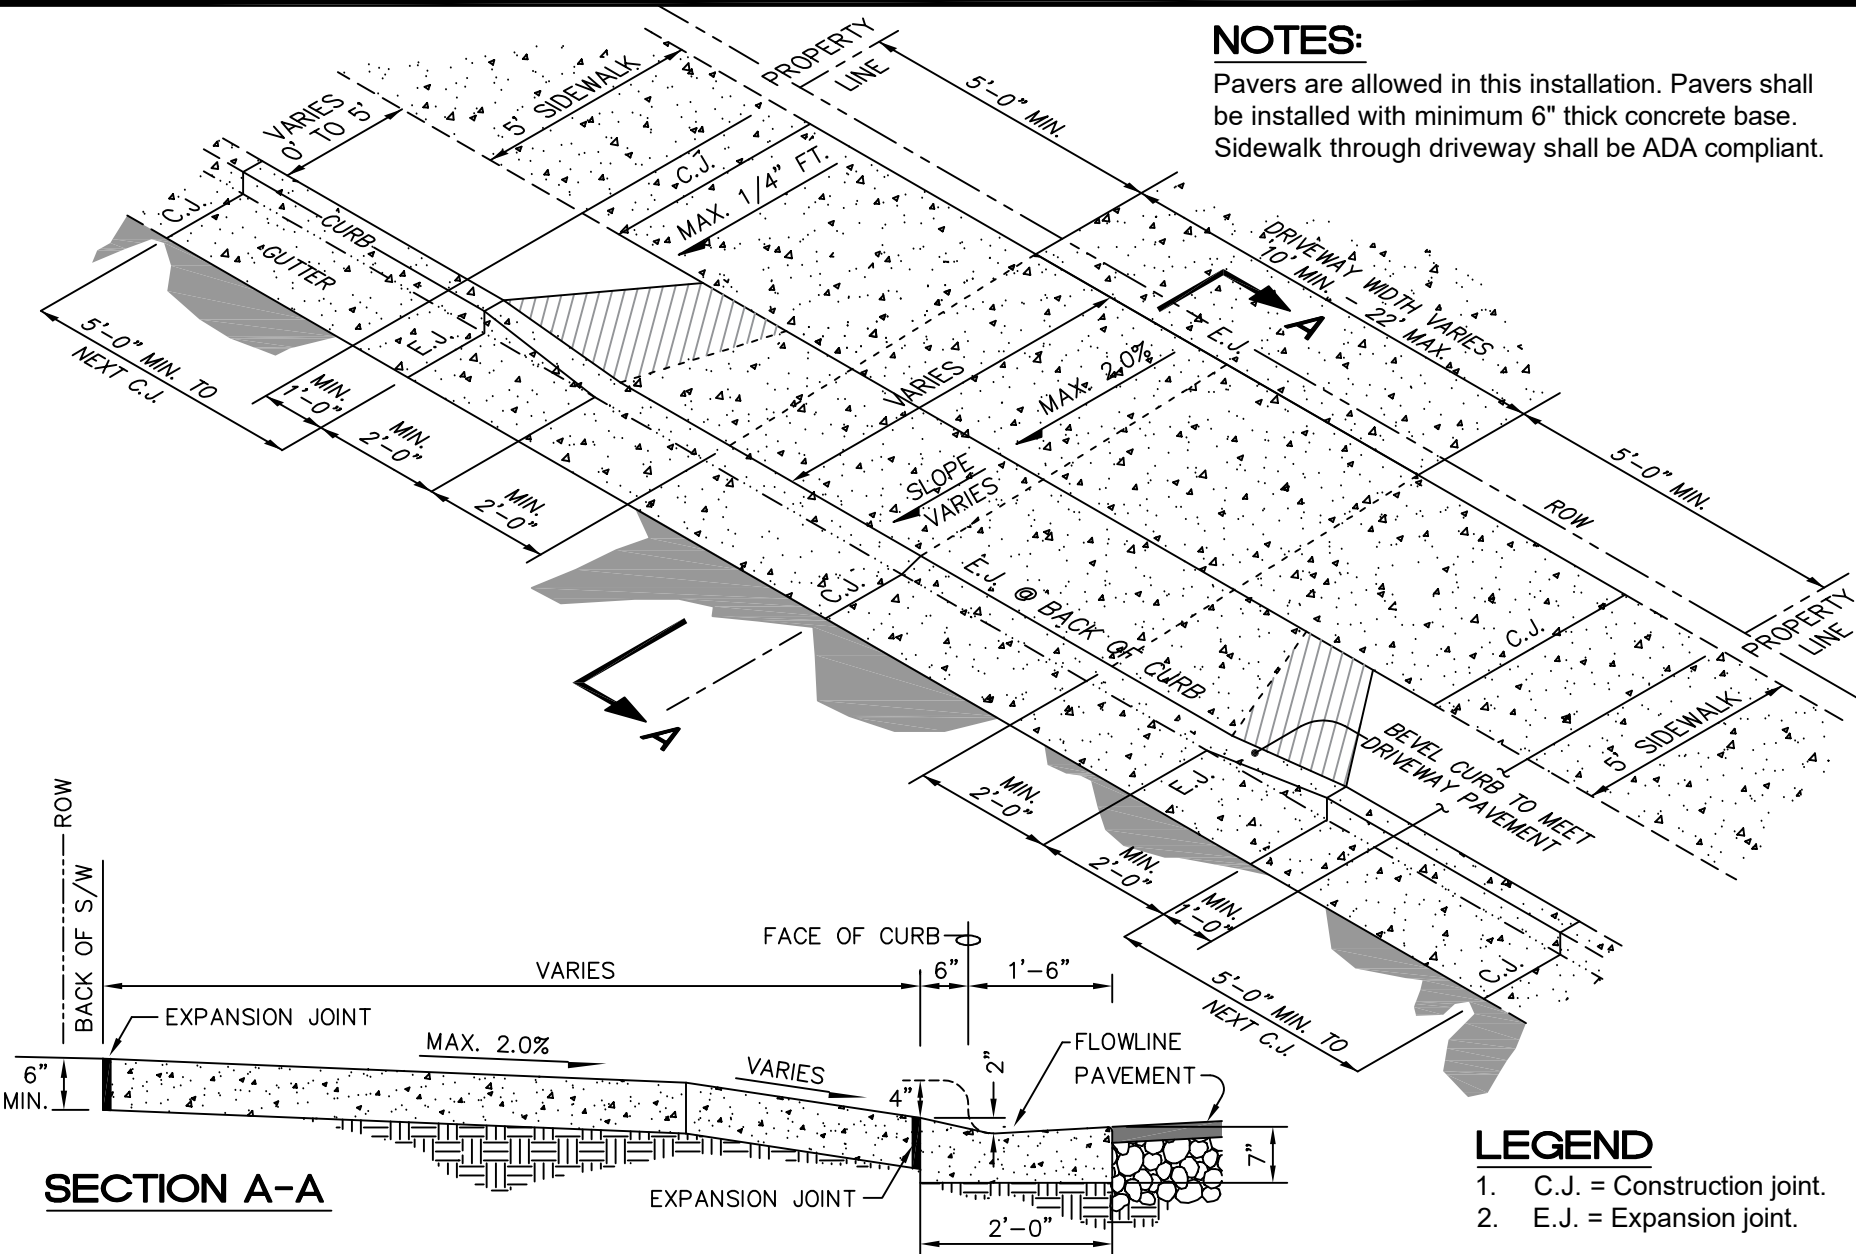 NOTES:
Pavers are allowed in this installation. Pavers shall
be installed with minimum 6" thick concrete base.
Sidewalk through driveway shall be ADA compliant.
PROPERTY
LINE
5'-0" MIN.
5' SIDEWALK
VARIES
0' TO 5'
C.J.
MAX. 1/4" FT.
C.J.
CURB
GUTTER
DRIVEWAY WIDTH VARIES
10' MIN. - 22' MAX.
A
E.J.
E.J.
5'-0" MIN. TO
NEXT C.J.
MIN.
1'-0"
MIN.
2'-0"
MIN.
2'-0"
VARIES
MAX. 2.0%
SLOPE
VARIES
5'-0" MIN.
ROW
C.J.
E.J. @ BACK OF CURB
C.J.
PROPERTY
LINE
5' SIDEWALK
A
BEVEL CURB TO MEET
DRIVEWAY PAVEMENT
E.J.
MIN.
2'-0"
MIN.
2'-0"
MIN.
1'-0"
C.J.
5'-0" MIN. TO
NEXT C.J.
ROW
BACK OF S/W
FACE OF CURB
VARIES
6"
1'-6"
EXPANSION JOINT
MAX. 2.0%
VARIES
2"
4"
FLOWLINE
PAVEMENT
6"
MIN.
7"
EXPANSION JOINT
2'-0"
SECTION A-A
LEGEND
1. C.J. = Construction joint.
2. E.J. = Expansion joint.